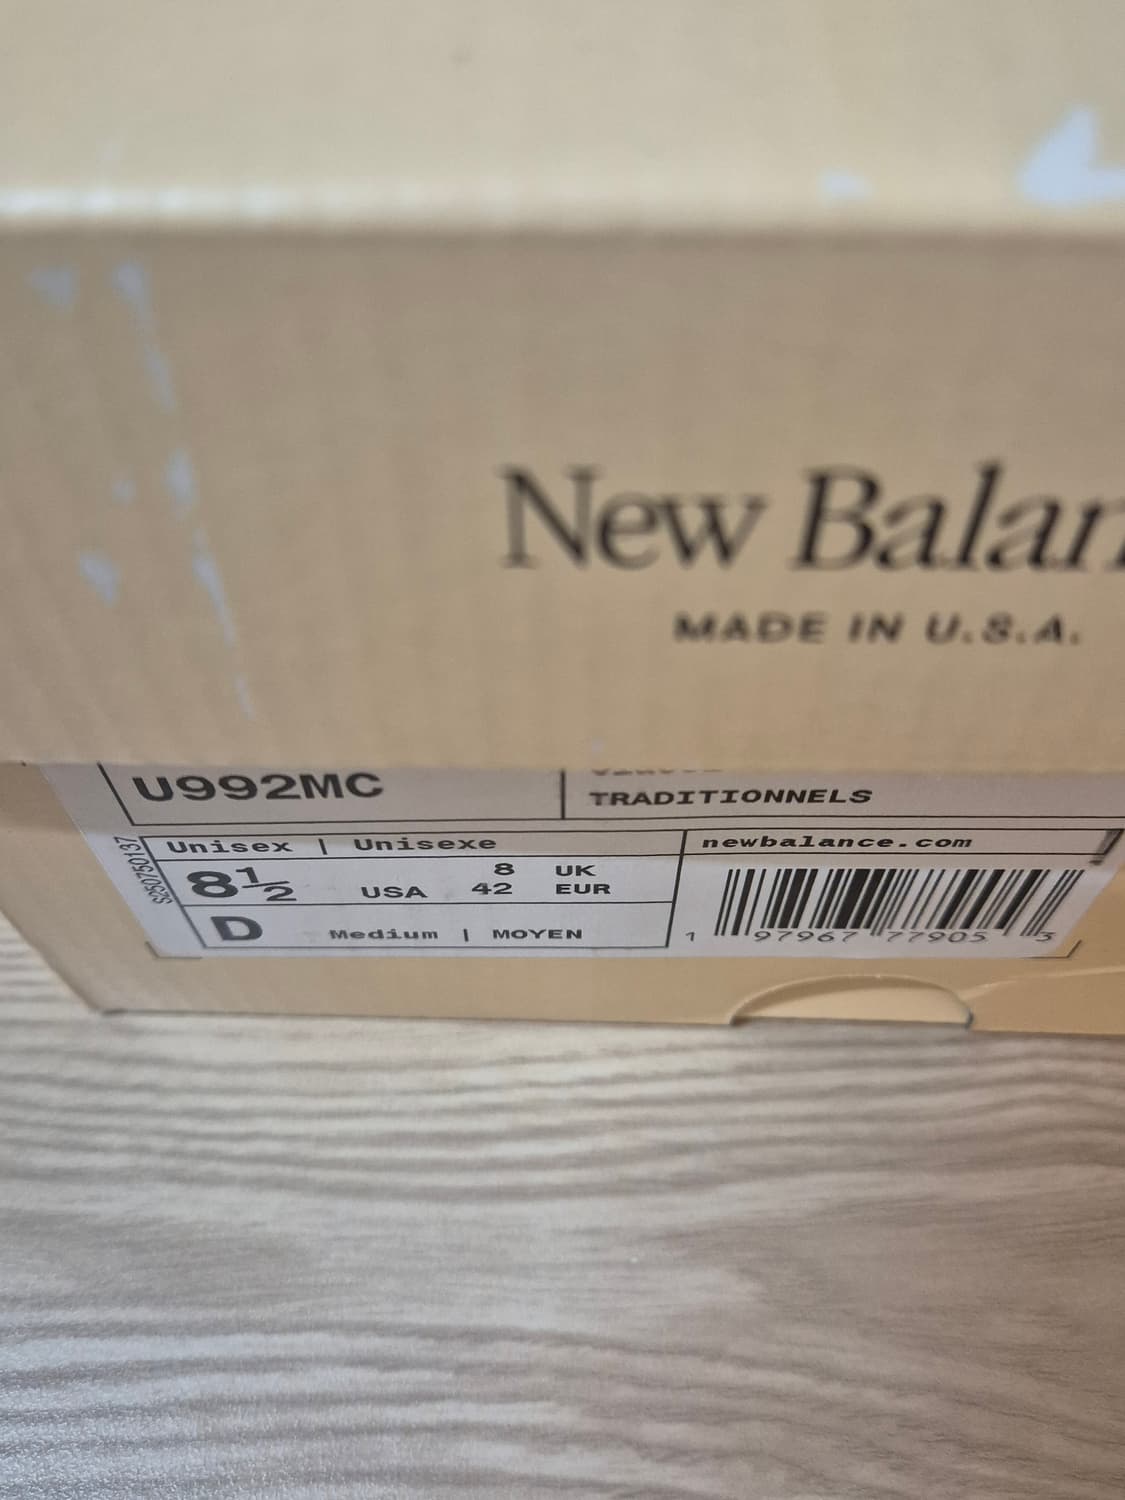 New Balan
MADE IN U.S.A.
U992MC
TRADITIONNELS
Unisex | Unisexe
newbalance.com
8½ USA 8 UK
42 EUR
D Medium | MOYEN
1 97967 77905 3